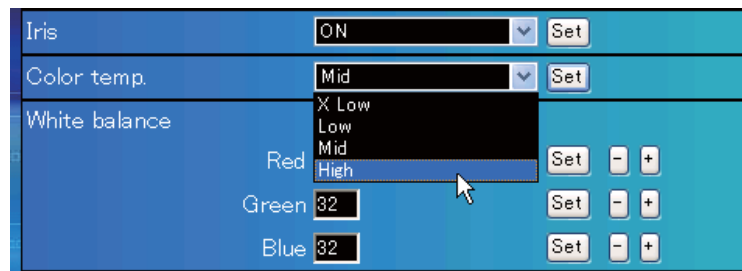 Iris ON Set
Color temp. Mid Set
X Low
White balance
Low
Mid
Red High Set - +
Green 32 Set - +
Blue 32 Set - +